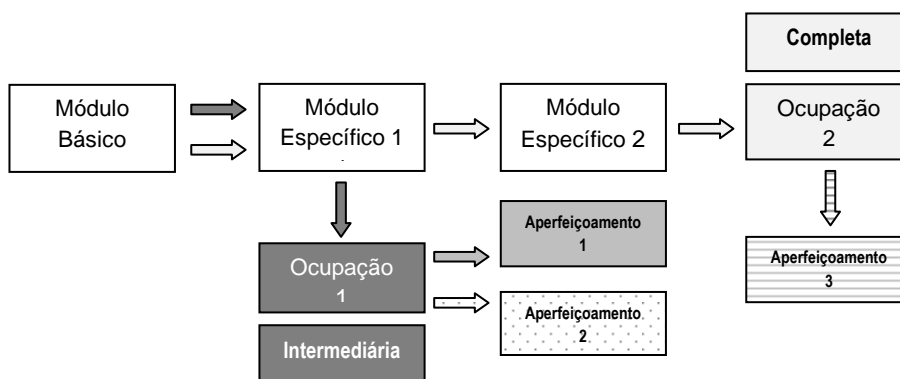 Completa
Módulo
Básico
Módulo
Específico 1
Módulo
Específico 2
Ocupação
2
Ocupação
1
Aperfeiçoamento
1
Aperfeiçoamento
3
Aperfeiçoamento
2
Intermediária